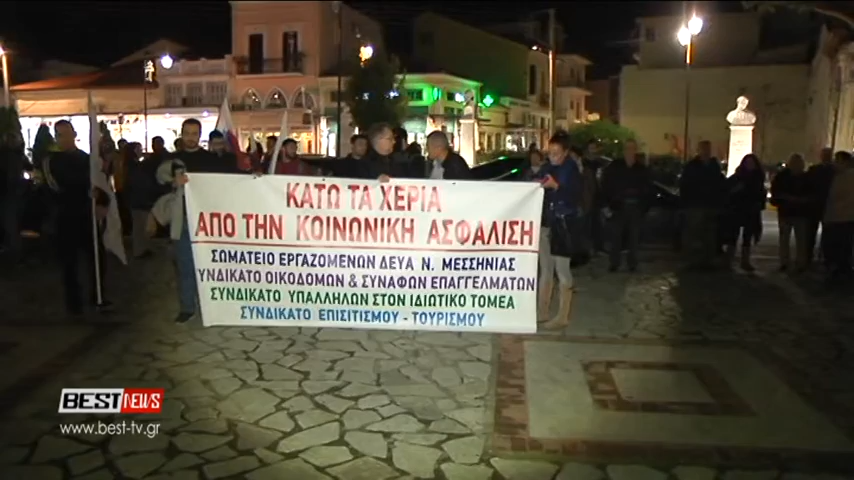 ΚΑΤΩ ΤΑ ΧΕΡΙΑ
ΑΠΟ ΤΗΝ ΚΟΙΝΩΝΙΚΗ ΑΣΦΑΛΙΣΗ
ΣΩΜΑΤΕΙΟ ΕΡΓΑΖΟΜΕΝΩΝ ΔΕΥΑ Ν. ΜΕΣΣΗΝΙΑΣ
ΥΝΔΙΚΑΤΟ ΟΙΚΟΔΟΜΩΝ & ΣΥΝΑΦΩΝ ΕΠΑΓΓΕΛΜΑΤΩΝ
ΣΥΝΔΙΚΑΤΟ ΥΠΑΛΛΗΛΩΝ ΣΤΟΝ ΙΔΙΩΤΙΚΟ ΤΟΜΕΑ
ΣΥΝΔΙΚΑΤΟ ΕΠΙΣΙΤΙΣΜΟΥ - ΤΟΥΡΙΣΜΟΥ
BEST NEWS
www.best-tv.gr